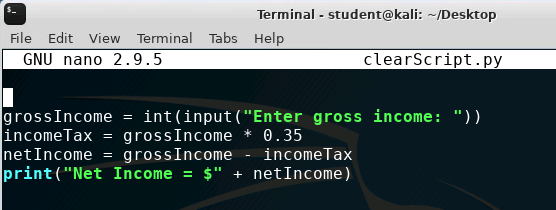 Terminal - student@kali: ~/Desktop
File Edit View Terminal Tabs Help
GNU nano 2.9.5 clearScript.py
grossIncome = int(input("Enter gross income: "))
incomeTax = grossIncome * 0.35
netIncome = grossIncome - incomeTax
print("Net Income = $" + netIncome)